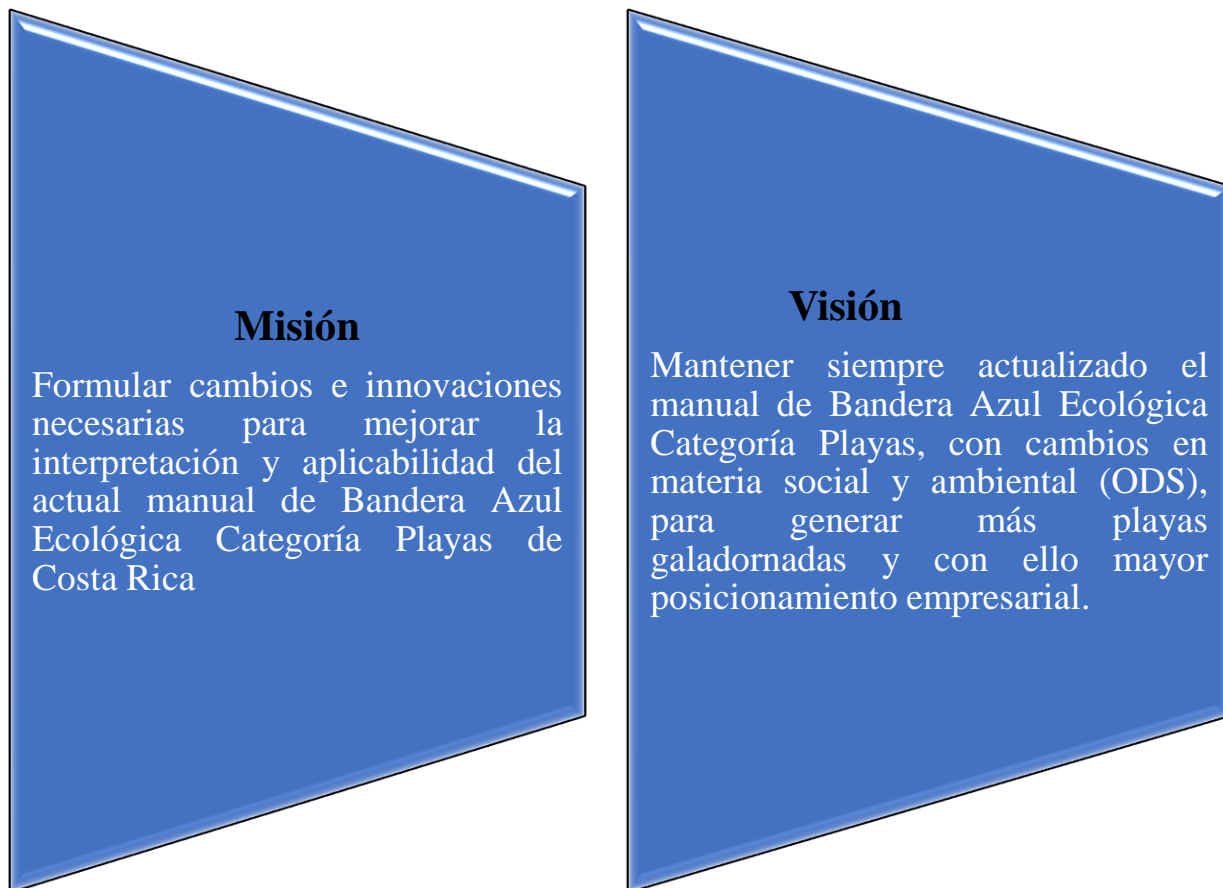 Misión
Formular cambios e innovaciones
necesarias para mejorar la
interpretación y aplicabilidad del
actual manual de Bandera Azul
Ecológica Categoría Playas de
Costa Rica
Visión
Mantener siempre actualizado el
manual de Bandera Azul Ecológica
Categoría Playas, con cambios en
materia social y ambiental (ODS),
para generar más playas
galadornadas y con ello mayor
posicionamiento empresarial.